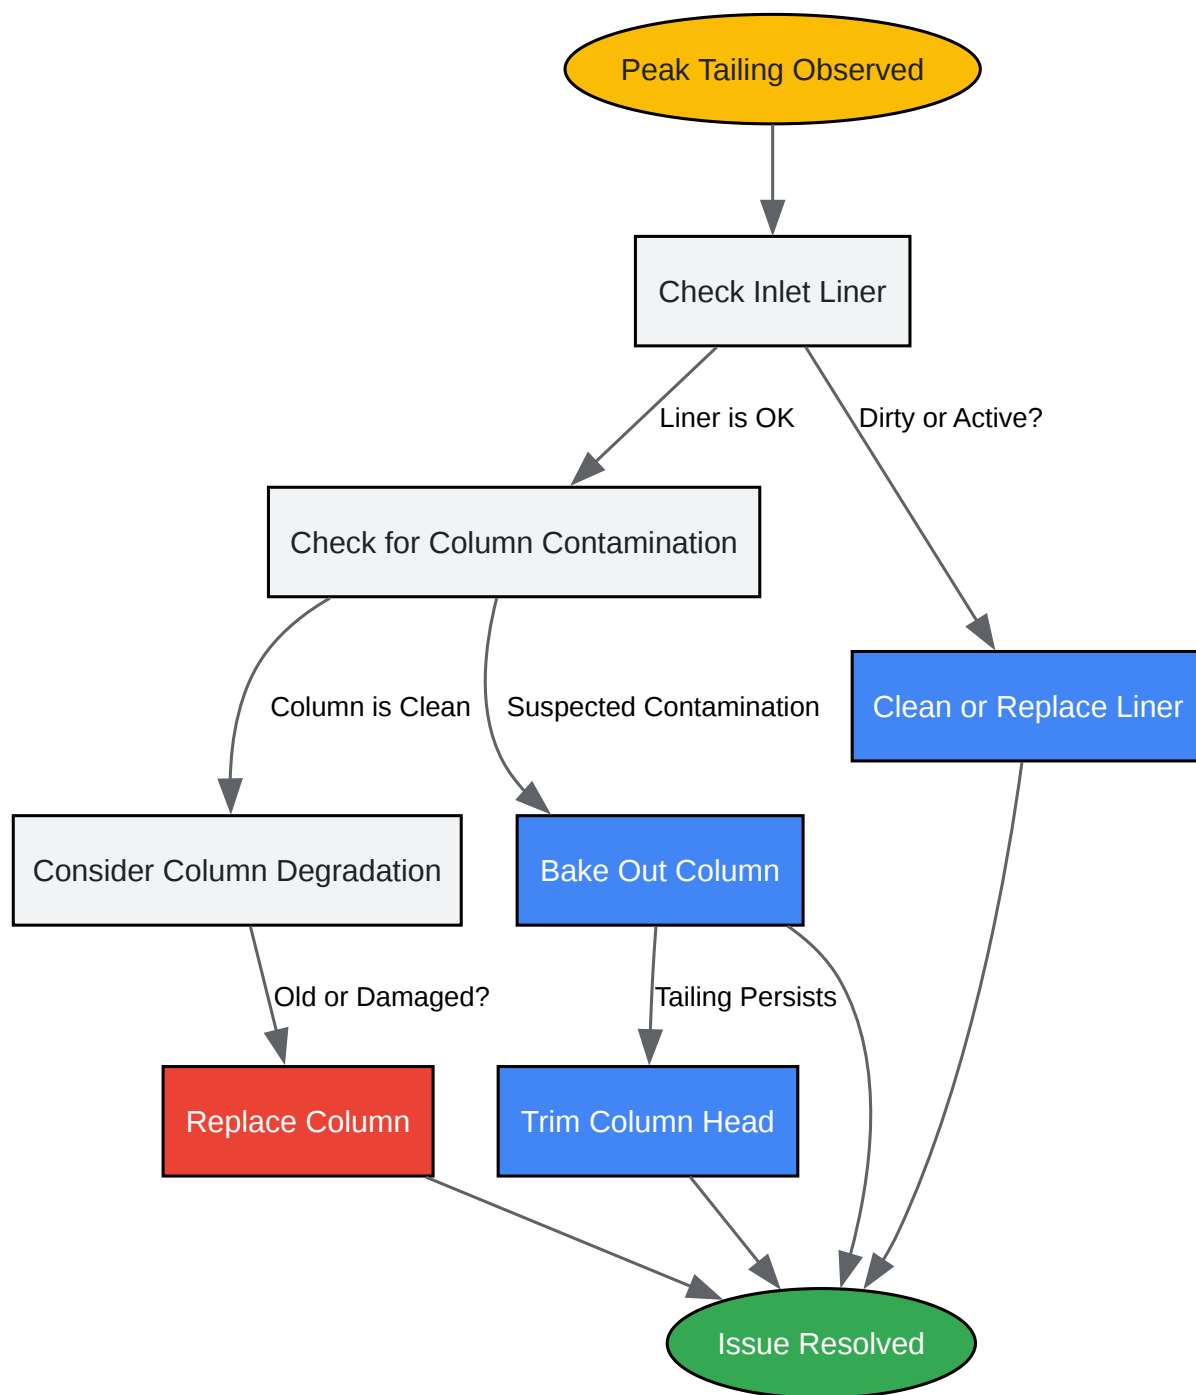 Peak Tailing Observed
Check Inlet Liner
Liner is OK
Dirty or Active?
Check for Column Contamination
Column is Clean
Suspected Contamination
Clean or Replace Liner
Consider Column Degradation
Bake Out Column
Old or Damaged?
Tailing Persists
Replace Column
Trim Column Head
Issue Resolved